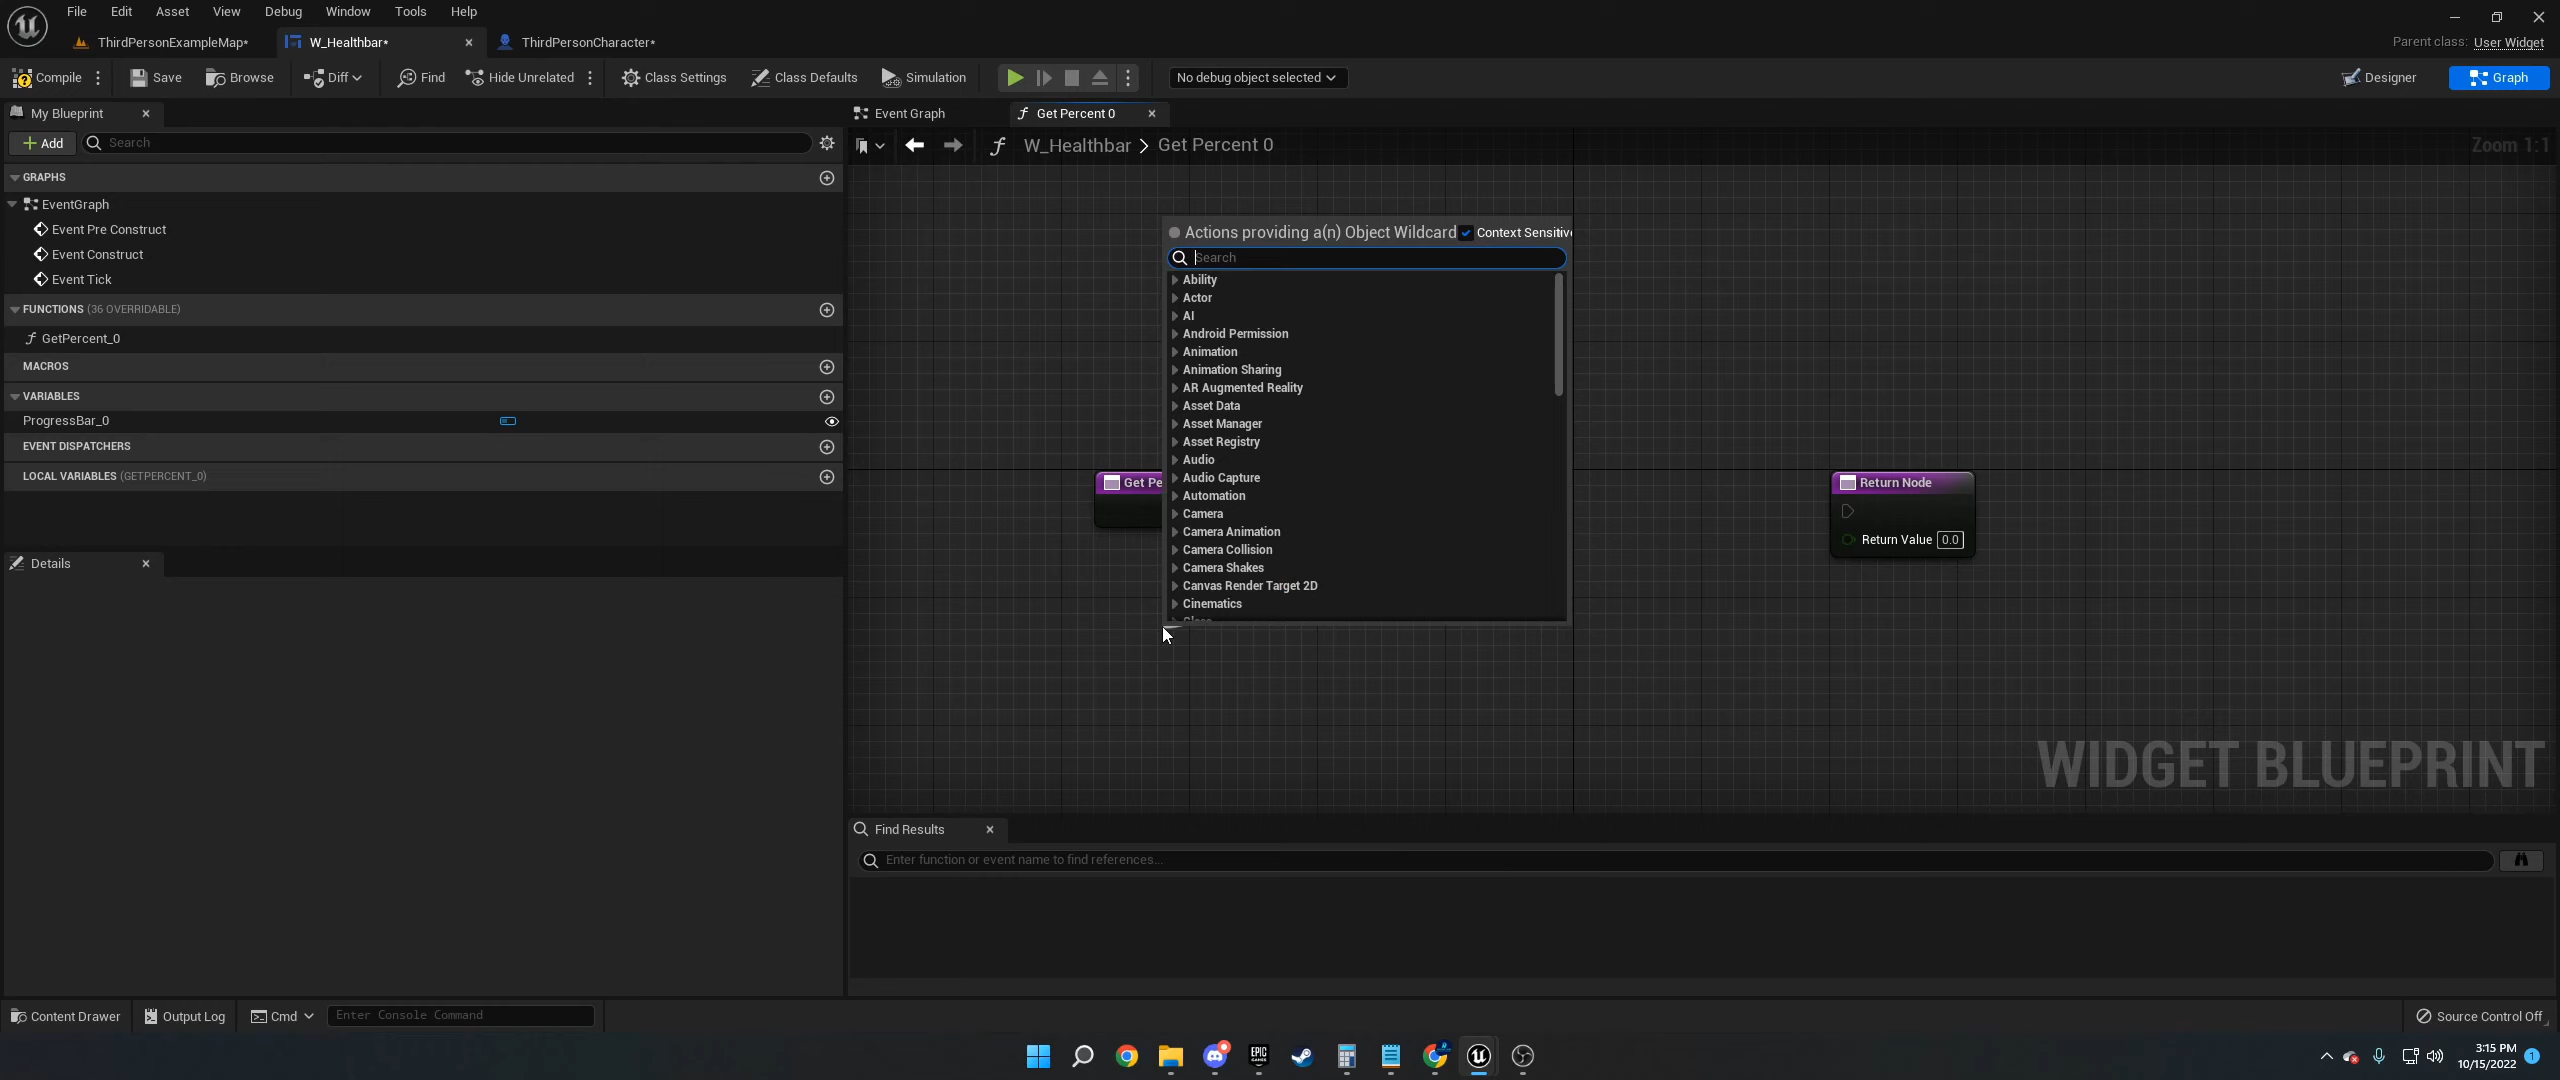 File Edit Asset View Debug Window Tools Help
ThirdPersonExampleMap* W_Healthbar* ThirdPersonCharacter* Parent class: User Widget
Compile Save Browse Diff Find Hide Unrelated Class Settings Class Defaults Simulation No debug object selected Designer Graph
My Blueprint
Add Search
GRAPHS
EventGraph
Event Pre Construct
Event Construct
Event Tick
FUNCTIONS (36 OVERRIDABLE)
GetPercent_0
MACROS
VARIABLES
ProgressBar_0
EVENT DISPATCHERS
LOCAL VARIABLES (GETPERCENT_0)
Details
Event Graph Get Percent 0
W_Healthbar > Get Percent 0 Zoom 1:1
Actions providing a(n) Object Wildcard Context Sensitive
Search
Ability
Actor
AI
Android Permission
Animation
Animation Sharing
AR Augmented Reality
Asset Data
Asset Manager
Asset Registry
Audio
Audio Capture
Automation
Camera
Camera Animation
Camera Collision
Camera Shakes
Canvas Render Target 2D
Cinematics
Get Pe
Return Node
Return Value 0.0
WIDGET BLUEPRINT
Find Results
Enter function or event name to find references...
Content Drawer Output Log Cmd Enter Console Command Source Control Off
EPIC GAMES
3:15 PM
10/15/2022 1